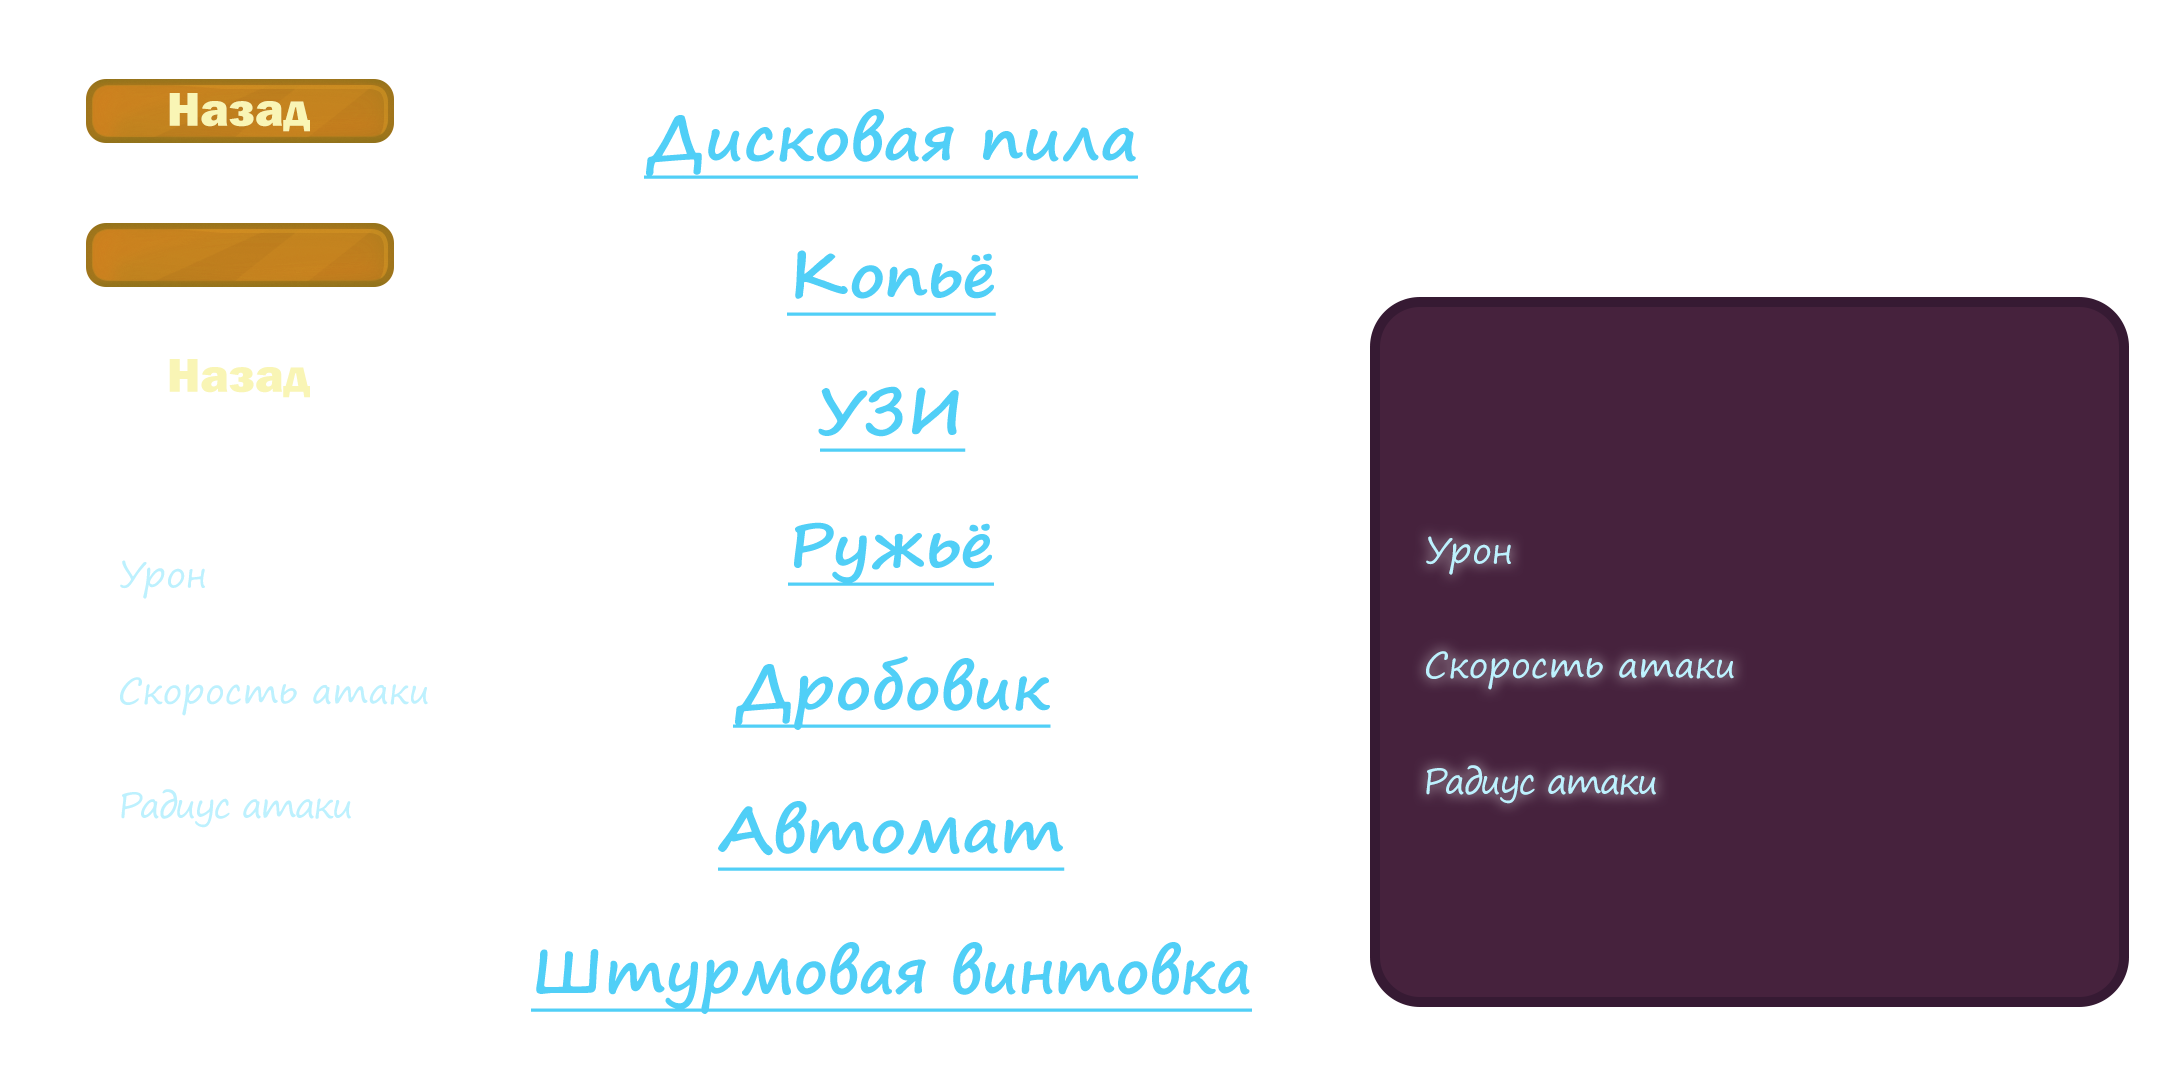 Назад
Назад
Урон
Скорость атаки
Радиус атаки
Дисковая пила
Копьё
УЗИ
Ружьё
Дробовик
Автомат
Штурмовая винтовка
Урон
Скорость атаки
Радиус атаки